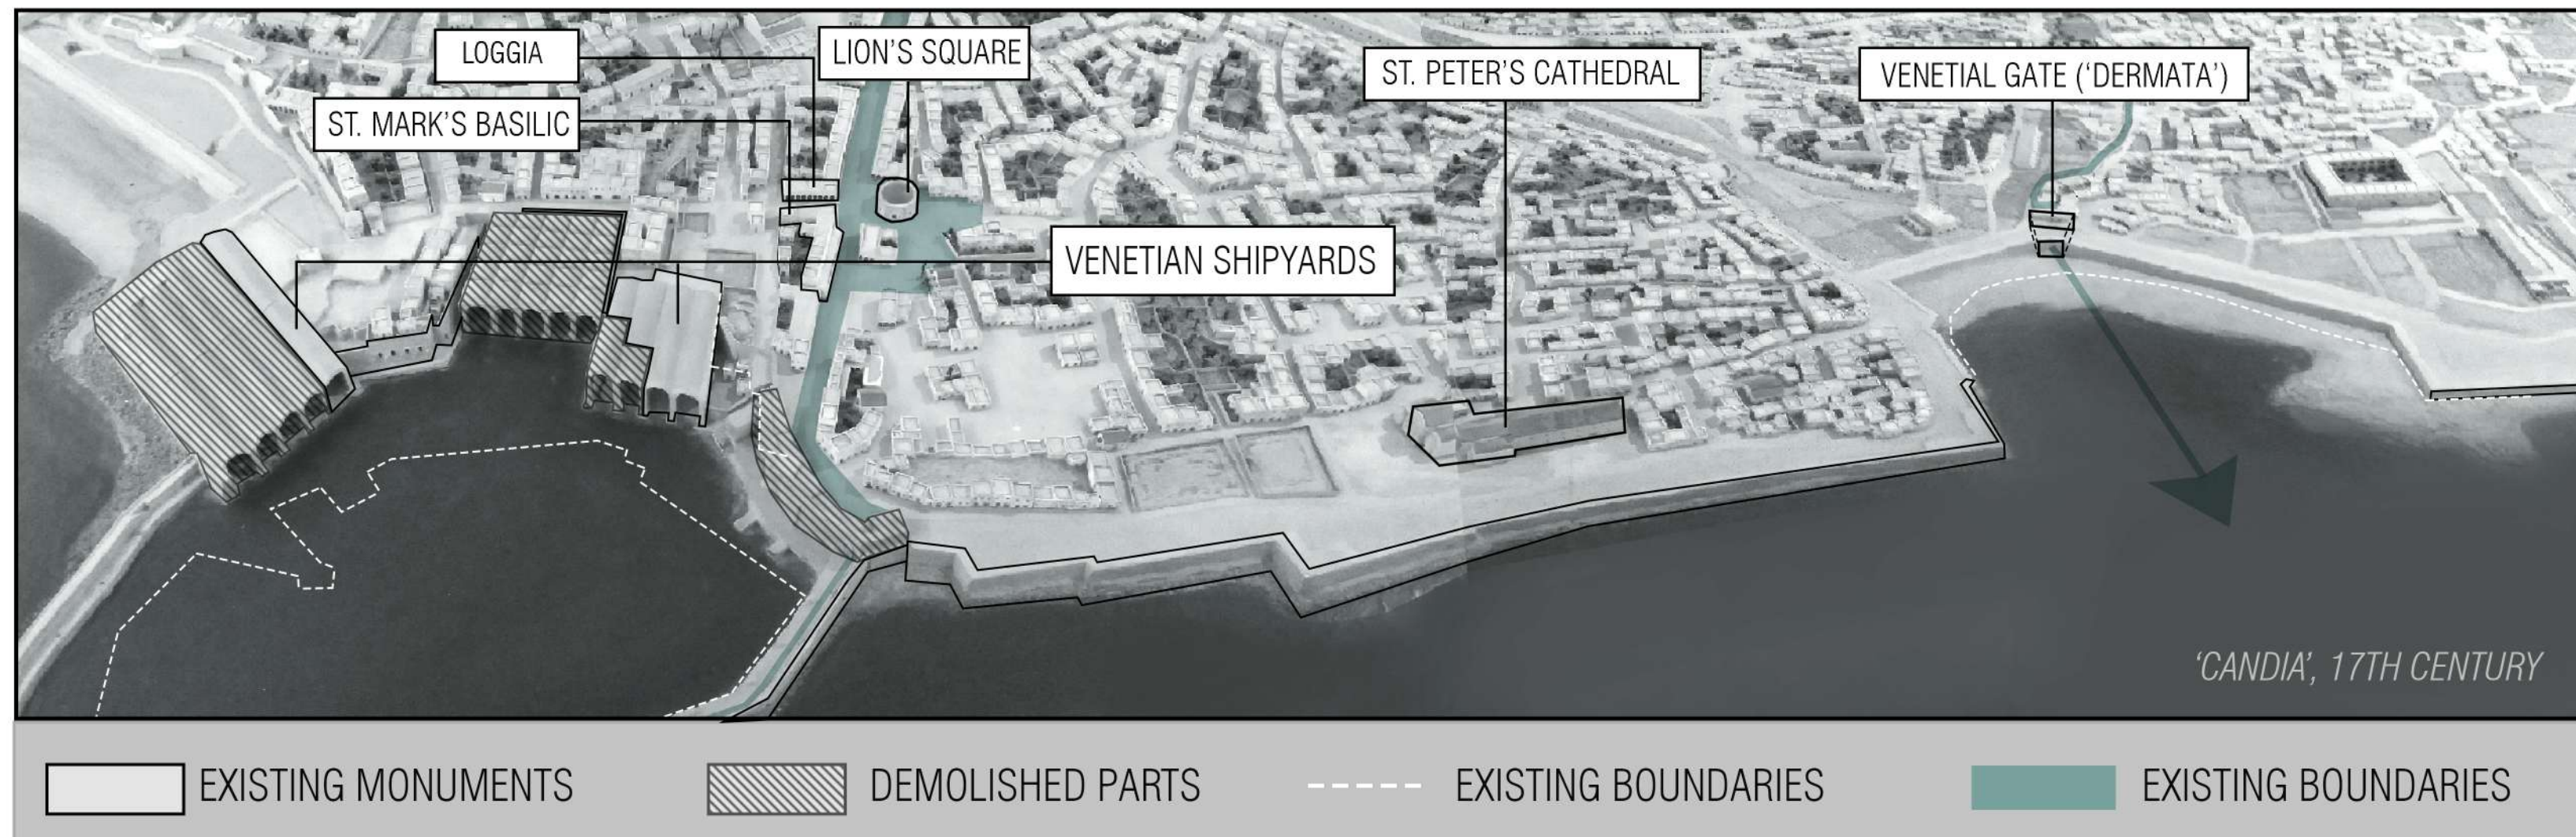 LOGGIA
LION'S SQUARE
ST. PETER'S CATHEDRAL
VENETIAL GATE (‘DERMATA’)
ST. MARK'S BASILIC
VENETIAN SHIPYARDS
‘CANDIA’, 17TH CENTURY
EXISTING MONUMENTS
DEMOLISHED PARTS
EXISTING BOUNDARIES
EXISTING BOUNDARIES